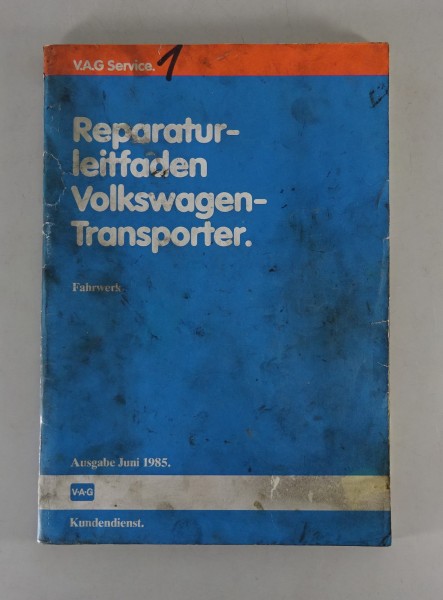 V.A.G Service. 1
Reparatur-
leitfaden
Volkswagen-
Transporter.
Fahrwerk.
Ausgabe Juni 1985.
V·A·G
Kundendienst.